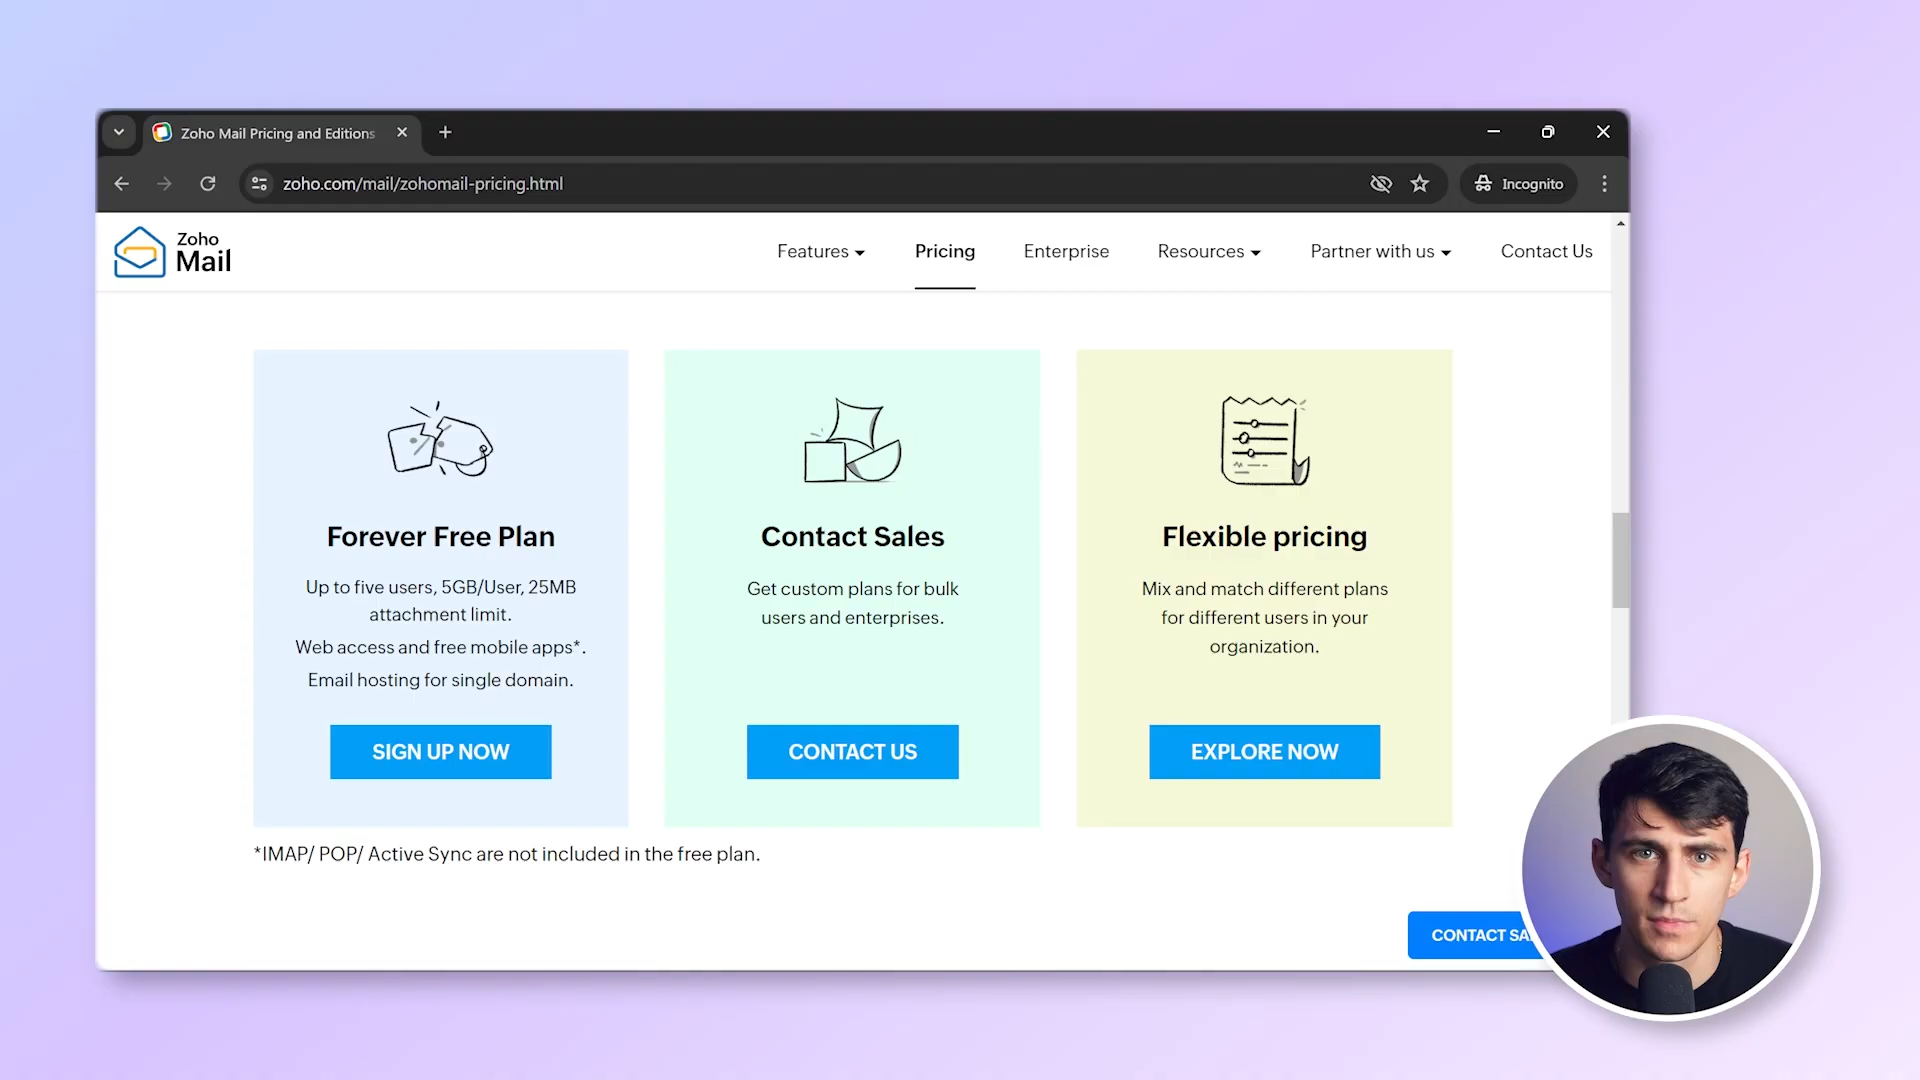 Zoho Mail Pricing and Editions
zoho.com/mail/zohomail-pricing.html
Incognito
Zoho
Mail
Features
Pricing
Enterprise
Resources
Partner with us
Contact Us
Forever Free Plan
Up to five users, 5GB/User, 25MB
attachment limit.
Web access and free mobile apps*.
Email hosting for single domain.
SIGN UP NOW
Contact Sales
Get custom plans for bulk
users and enterprises.
CONTACT US
Flexible pricing
Mix and match different plans
for different users in your
organization.
EXPLORE NOW
*IMAP/ POP/ Active Sync are not included in the free plan.
CONTACT